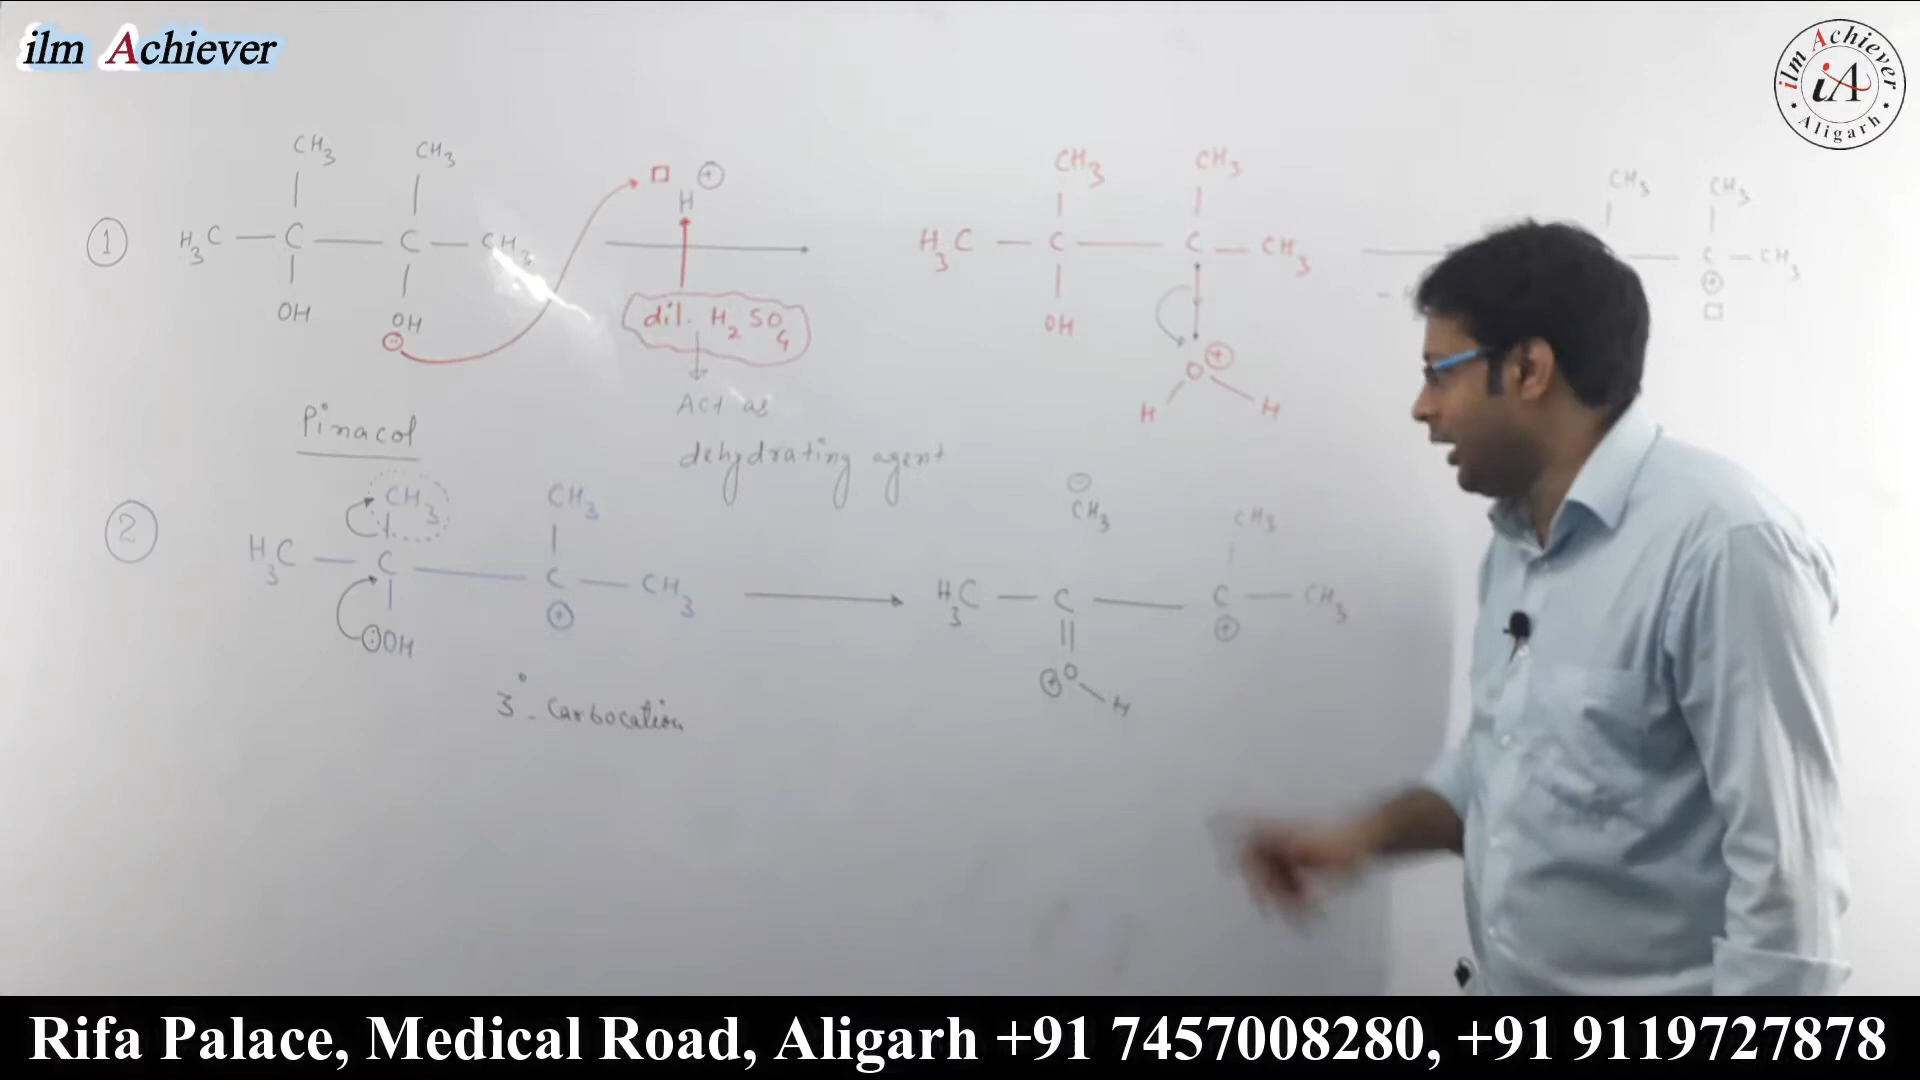 ilm Achiever
ilm Achiever
iA
Aligarh
1
CH3 CH3
H3C — C — C — CH3
OH OH
Pinacol
H
dil. H2SO4
Act as
dehydrating agent
CH3 CH3
H3C — C — C — CH3
OH O
H H
CH3 CH3
C — CH3
2
CH3 CH3
H3C — C — C — CH3
OH
3° - Carbocation
CH3 CH3
H3C — C — C — CH3
O
H
Rifa Palace, Medical Road, Aligarh +91 7457008280, +91 9119727878